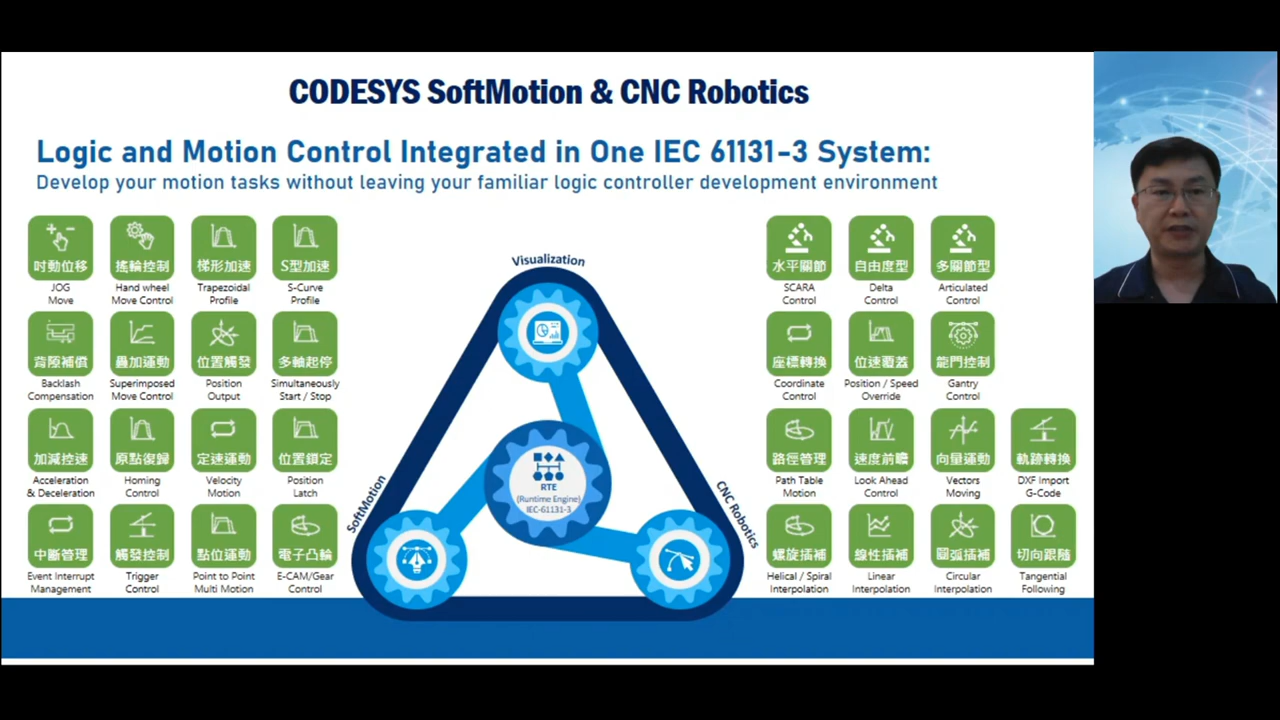 CODESYS SoftMotion & CNC Robotics
Logic and Motion Control Integrated in One IEC 61131-3 System:
Develop your motion tasks without leaving your familiar logic controller development environment
吋動位移
JOG
Move
搖輪控制
Hand wheel
Move Control
梯形加速
Trapezoidal
Profile
S型加速
S-Curve
Profile
背隙補償
Backlash
Compensation
疊加運動
Superimposed
Move Control
位置觸發
Position
Output
多軸起停
Simultaneously
Start / Stop
加減控速
Acceleration
& Deceleration
原點復歸
Homing
Control
定速運動
Velocity
Motion
位置鎖定
Position
Latch
中斷管理
Event Interrupt
Management
觸發控制
Trigger
Control
點位運動
Point to Point
Multi Motion
電子凸輪
E-CAM/Gear
Control
Visualization
SoftMotion
CNC Robotics
RTE
(Runtime Engine)
IEC-61131-3
水平關節
SCARA
Control
自由度型
Delta
Control
多關節型
Articulated
Control
座標轉換
Coordinate
Control
位速覆蓋
Position / Speed
Override
龍門控制
Gantry
Control
路徑管理
Path Table
Motion
速度前瞻
Look Ahead
Control
向量運動
Vectors
Moving
軌跡轉換
DXF Import
G-Code
螺旋插補
Helical / Spiral
Interpolation
線性插補
Linear
Interpolation
圓弧插補
Circular
Interpolation
切向跟隨
Tangential
Following